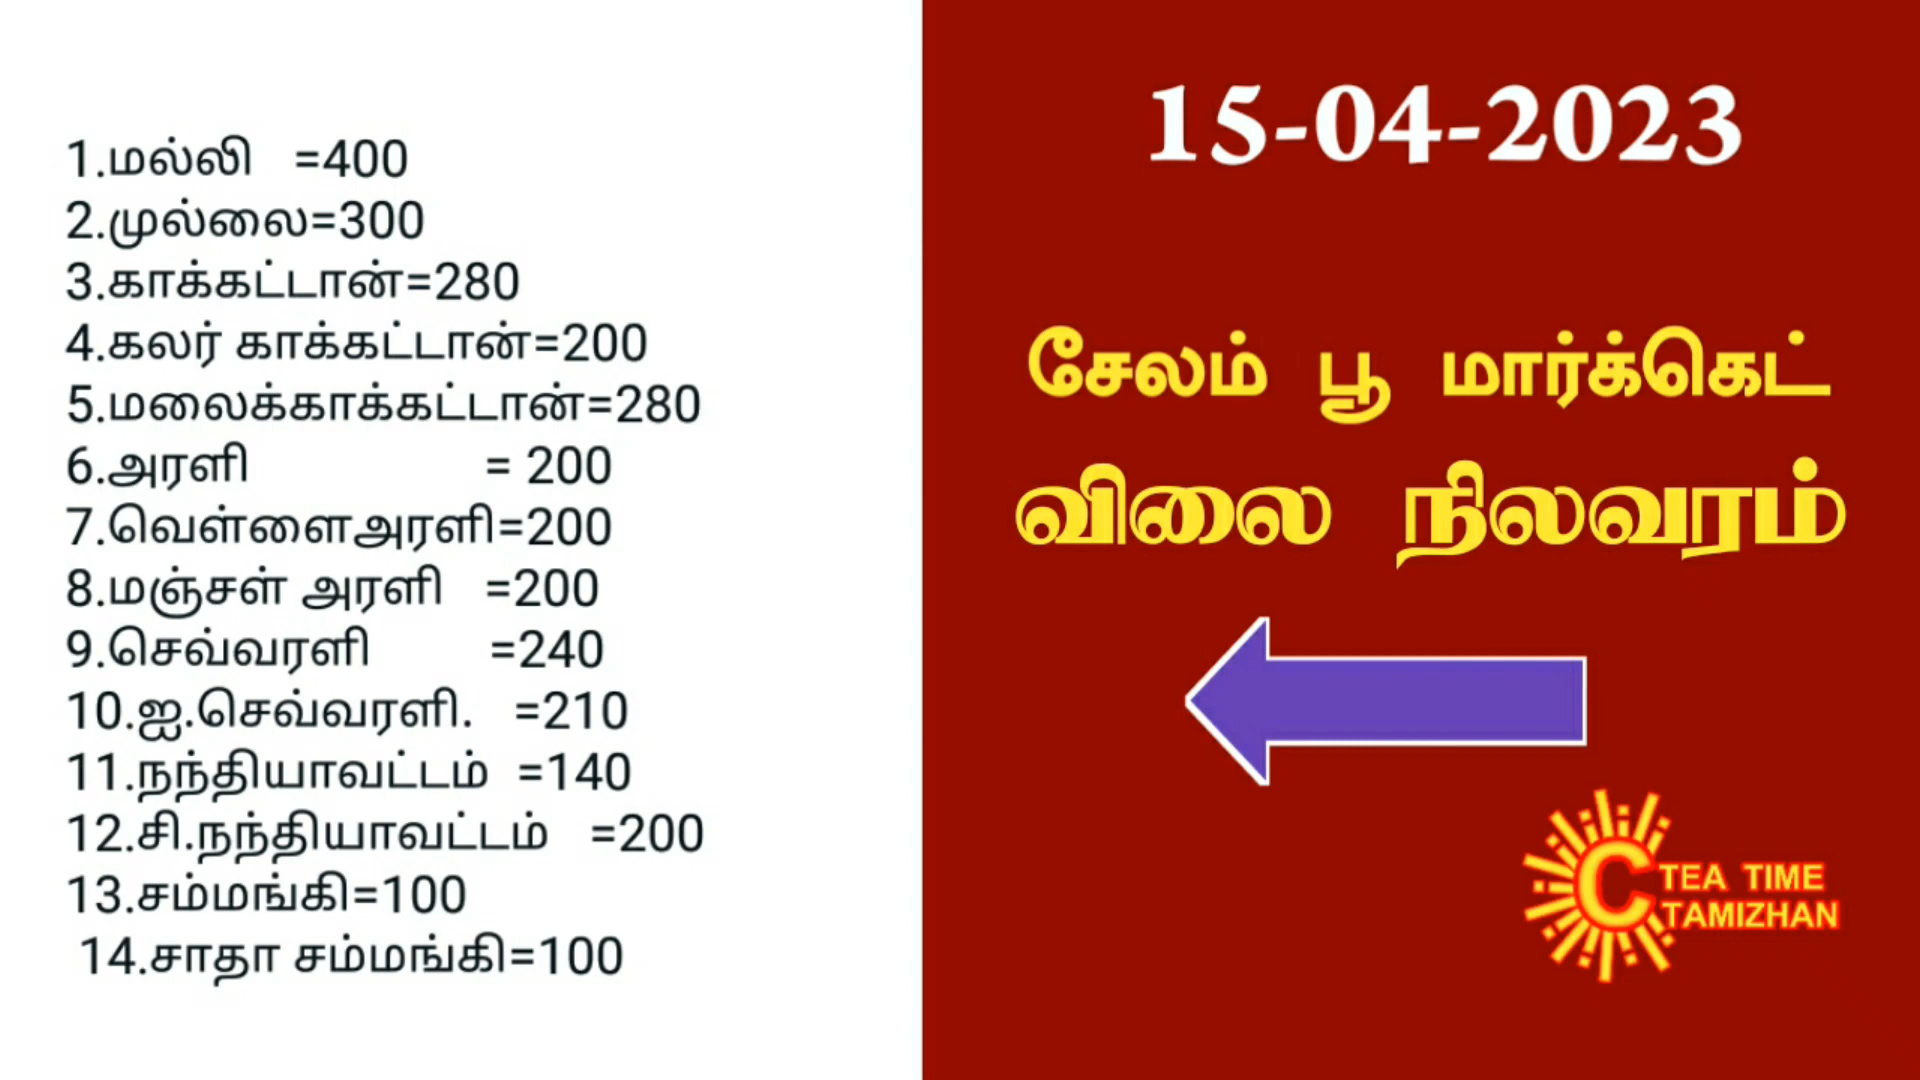 1.மல்லி =400
2.முல்லை=300
3.காக்கட்டான்=280
4.கலர் காக்கட்டான்=200
5.மலைக்காக்கட்டான்=280
6.அரளி = 200
7.வெள்ளைஅரளி=200
8.மஞ்சள் அரளி =200
9.செவ்வரளி =240
10.ஐ.செவ்வரளி. =210
11.நந்தியாவட்டம் =140
12.சி.நந்தியாவட்டம் =200
13.சம்மங்கி=100
14.சாதா சம்மங்கி=100
15-04-2023
சேலம் பூ மார்க்கெட்
விலை நிலவரம்
C TEA TIME
TAMIZHAN